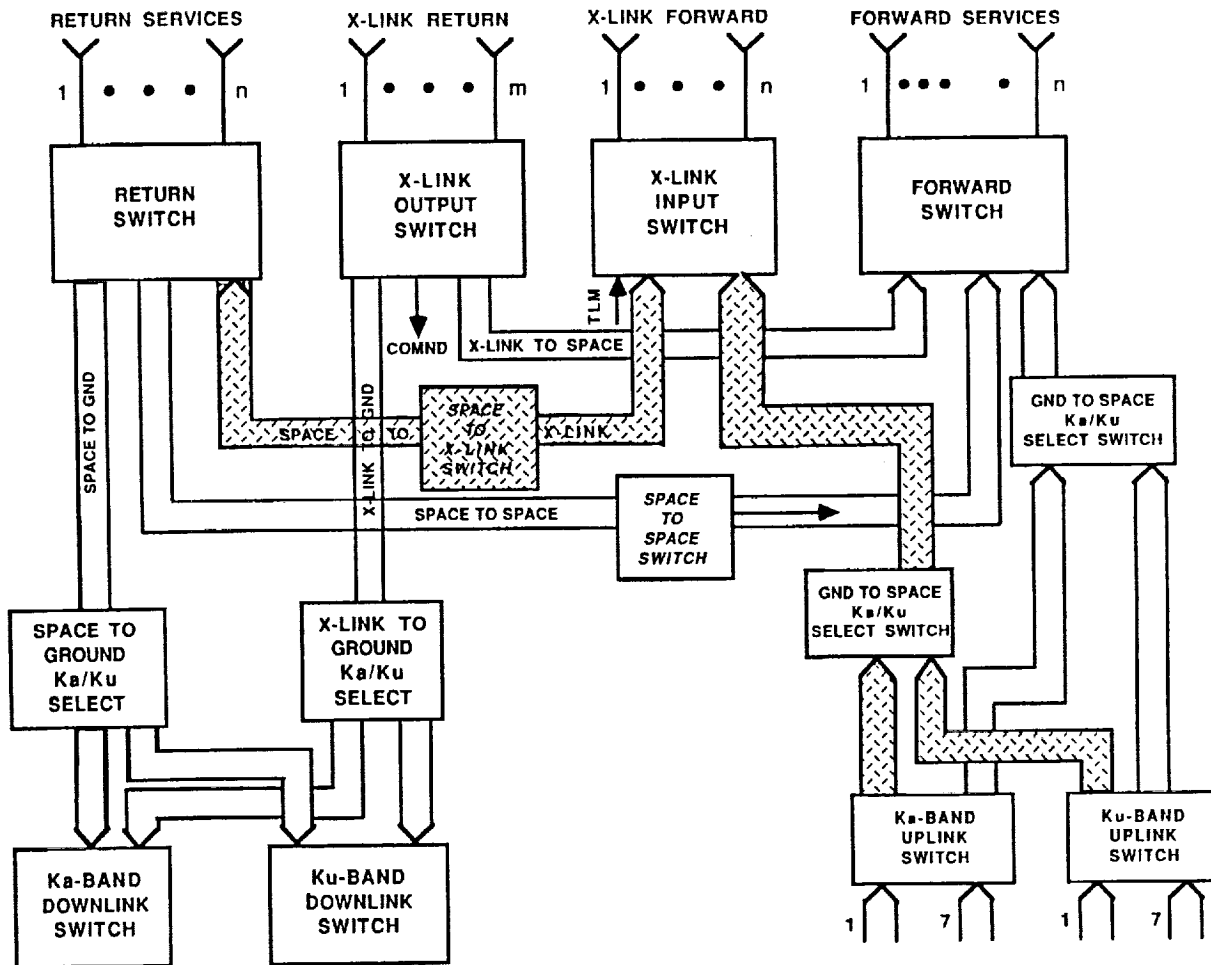 RETURN SERVICES
X-LINK RETURN
X-LINK FORWARD
FORWARD SERVICES
1 n
1 m
1 n
1 n
RETURN
SWITCH
X-LINK
OUTPUT
SWITCH
X-LINK
INPUT
SWITCH
FORWARD
SWITCH
TLM
COMND
X-LINK TO SPACE
SPACE TO GND
X-LINK TO GND
SPACE TO X-LINK
SPACE
TO
X-LINK
SWITCH
GND TO SPACE
Ka/Ku
SELECT SWITCH
SPACE TO SPACE
SPACE
TO
SPACE
SWITCH
GND TO SPACE
Ka/Ku
SELECT SWITCH
SPACE TO
GROUND
Ka/Ku
SELECT
X-LINK TO
GROUND
Ka/Ku
SELECT
Ka-BAND
UPLINK
SWITCH
Ku-BAND
UPLINK
SWITCH
Ka-BAND
DOWNLINK
SWITCH
Ku-BAND
DOWNLINK
SWITCH
1 7
1 7